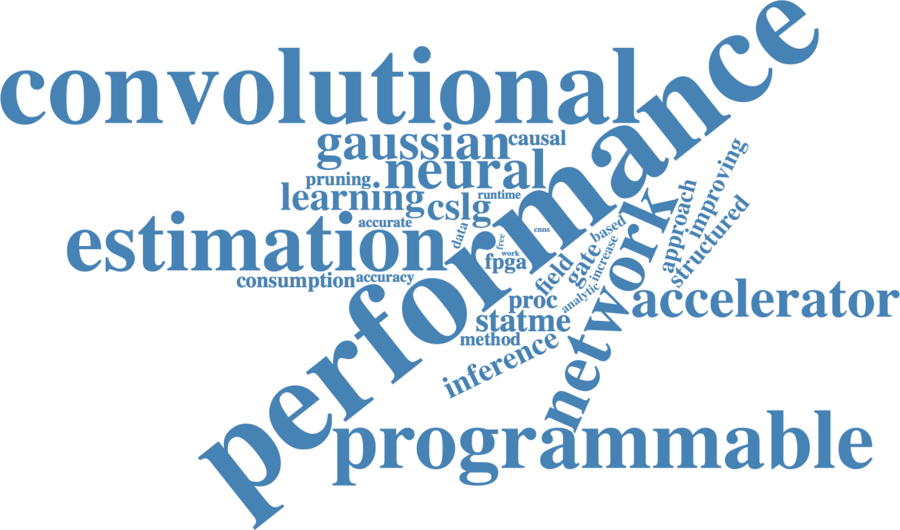 performance
convolutional
gaussian
causal
neural
pruning
learning
runtime
cslg
accurate
data
estimation
free
cnns
work
fpga
consumption
accuracy
based
gate
increase
field
analytic
network
approach
improving
structured
proc
accelerator
statme
method
inference
programmable